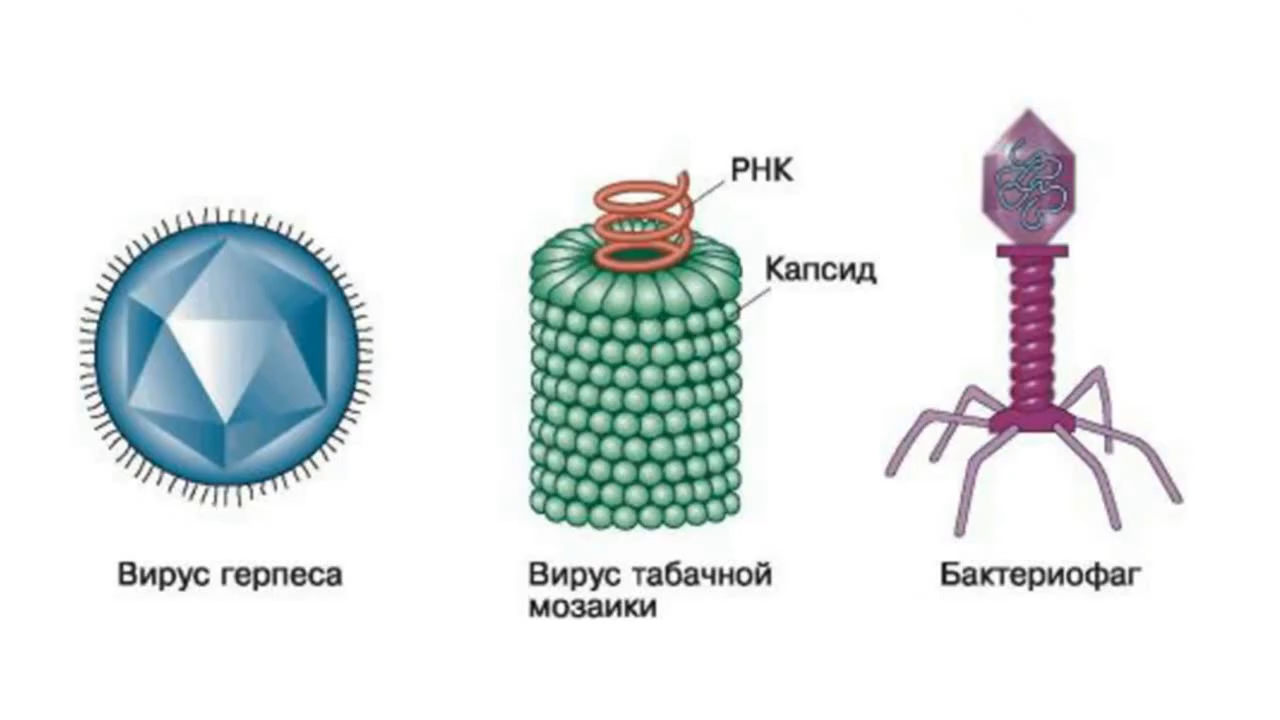 РНК
Капсид
Вирус герпеса
Вирус табачной
мозаики
Бактериофаг